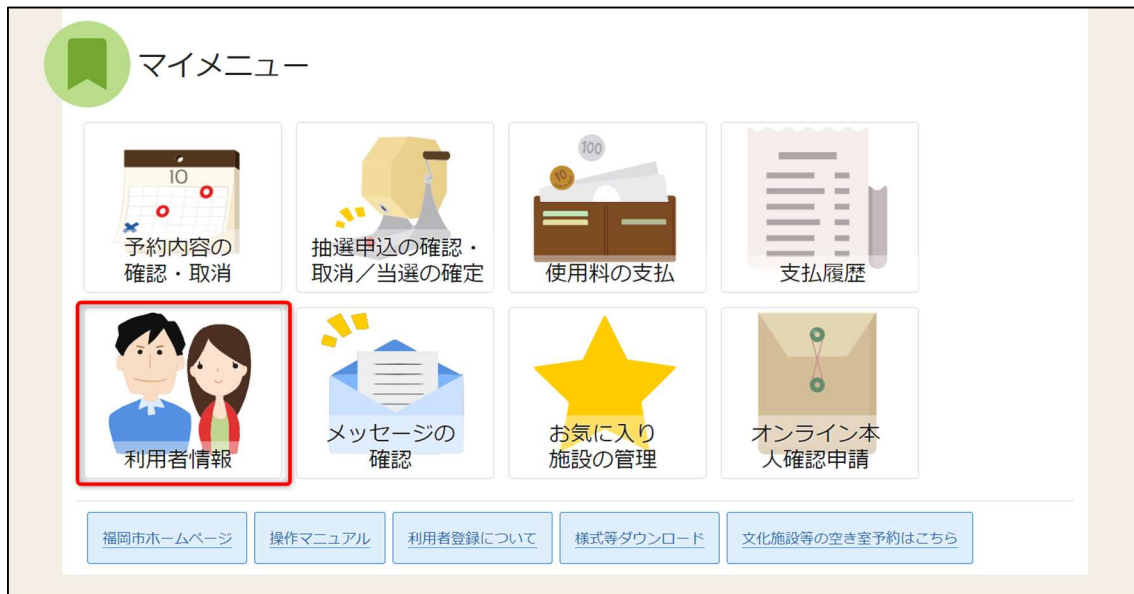 マイメニュー
10
予約内容の
確認・取消
抽選申込の確認・
取消／当選の確定
100
10
使用料の支払
支払履歴
利用者情報
メッセージの
確認
お気に入り
施設の管理
オンライン本
人確認申請
福岡市ホームページ
操作マニュアル
利用者登録について
様式等ダウンロード
文化施設等の空き室予約はこちら